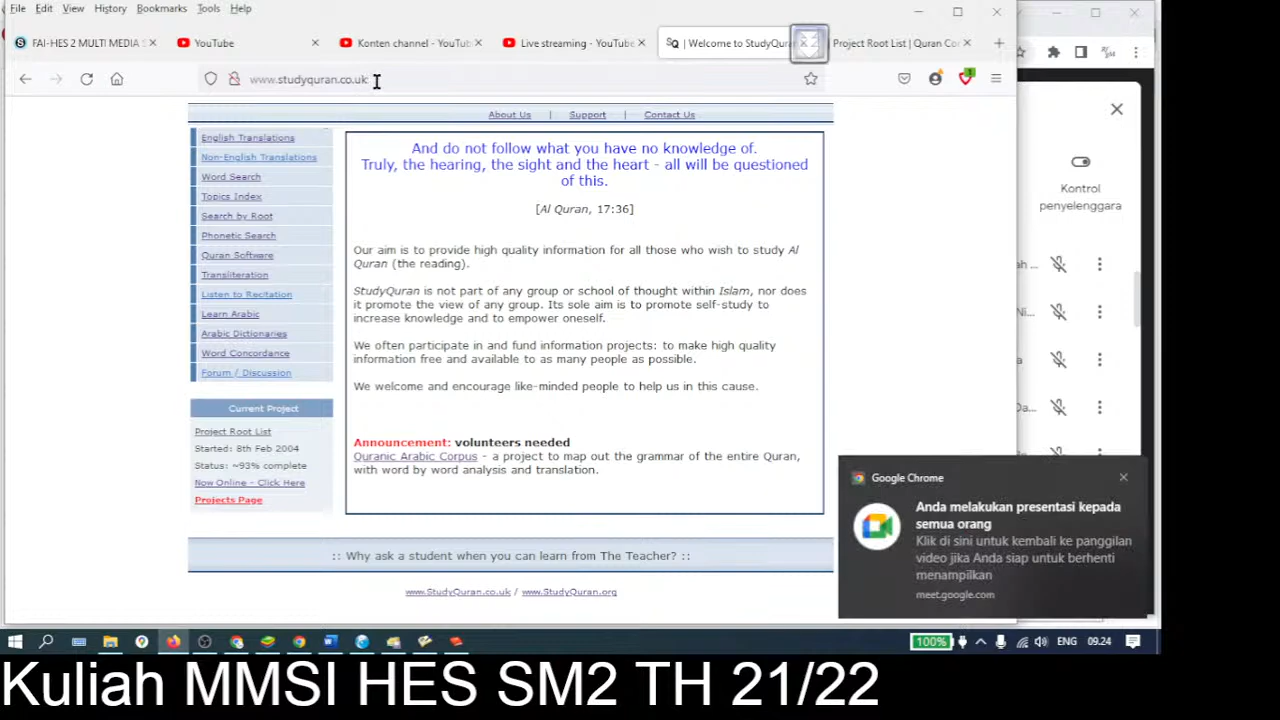 File Edit View History Bookmarks Tools Help
FAI-HES 2 MULTI MEDIA S
YouTube
Konten channel - YouTu
Live streaming - YouTube
| Welcome to StudyQura
Project Root List | Quran Cor
www.studyquran.co.uk
About Us | Support | Contact Us
English Translations
Non-English Translations
Word Search
Topics Index
Search by Root
Phonetic Search
Quran Software
Transliteration
Listen to Recitation
Learn Arabic
Arabic Dictionaries
Word Concordance
Forum / Discussion
Current Project
Project Root List
Started: 8th Feb 2004
Status: ~93% complete
Now Online - Click Here
Projects Page
And do not follow what you have no knowledge of.
Truly, the hearing, the sight and the heart - all will be questioned
of this.
[Al Quran, 17:36]
Our aim is to provide high quality information for all those who wish to study Al
Quran (the reading).
StudyQuran is not part of any group or school of thought within Islam, nor does
it promote the view of any group. Its sole aim is to promote self-study to
increase knowledge and to empower oneself.
We often participate in and fund information projects: to make high quality
information free and available to as many people as possible.
We welcome and encourage like-minded people to help us in this cause.
Announcement: volunteers needed
Quranic Arabic Corpus - a project to map out the grammar of the entire Quran,
with word by word analysis and translation.
:: Why ask a student when you can learn from The Teacher? ::
www.StudyQuran.co.uk / www.StudyQuran.org
Kontrol
penyelenggara
ah ...
Ni...
a
Da...
Google Chrome
Anda melakukan presentasi kepada
semua orang
Klik di sini untuk kembali ke panggilan
video jika Anda siap untuk berhenti
menampilkan
meet.google.com
100%
ENG
09.24
Kuliah MMSI HES SM2 TH 21/22